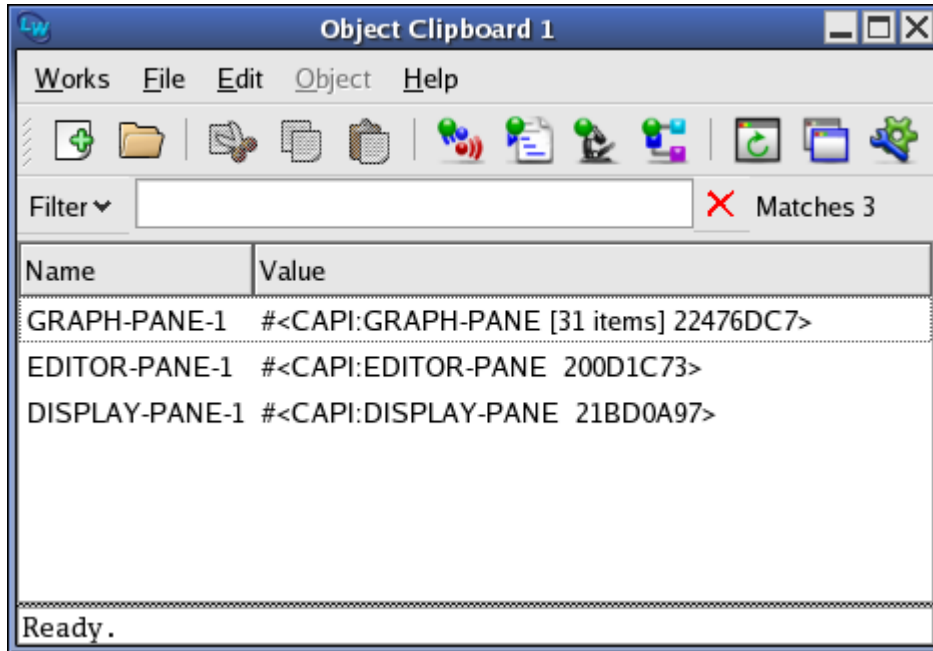 LW Object Clipboard 1
Works File Edit Object Help
Filter Matches 3
Name Value
GRAPH-PANE-1 #<CAPI:GRAPH-PANE [31 items] 22476DC7>
EDITOR-PANE-1 #<CAPI:EDITOR-PANE  200D1C73>
DISPLAY-PANE-1 #<CAPI:DISPLAY-PANE  21BD0A97>
Ready.